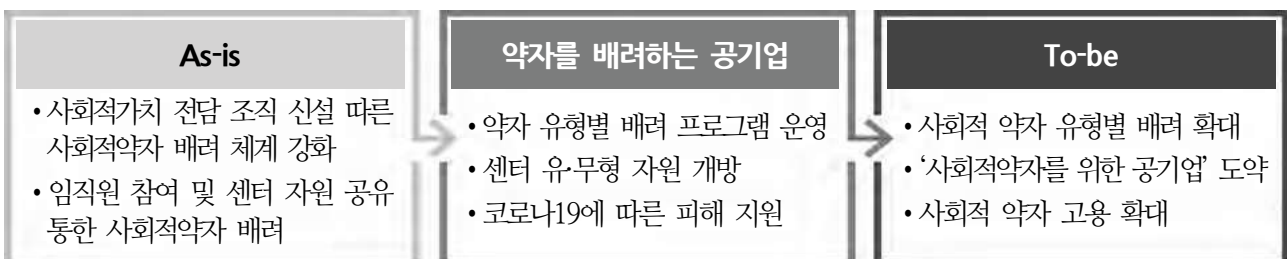 As-is
• 사회적가치 전담 조직 신설 따른
사회적약자 배려 체계 강화
• 임직원 참여 및 센터 자원 공유
통한 사회적약자 배려
약자를 배려하는 공기업
• 약자 유형별 배려 프로그램 운영
• 센터 유·무형 자원 개방
• 코로나19에 따른 피해 지원
To-be
• 사회적 약자 유형별 배려 확대
• ‘사회적약자를 위한 공기업’ 도약
• 사회적 약자 고용 확대